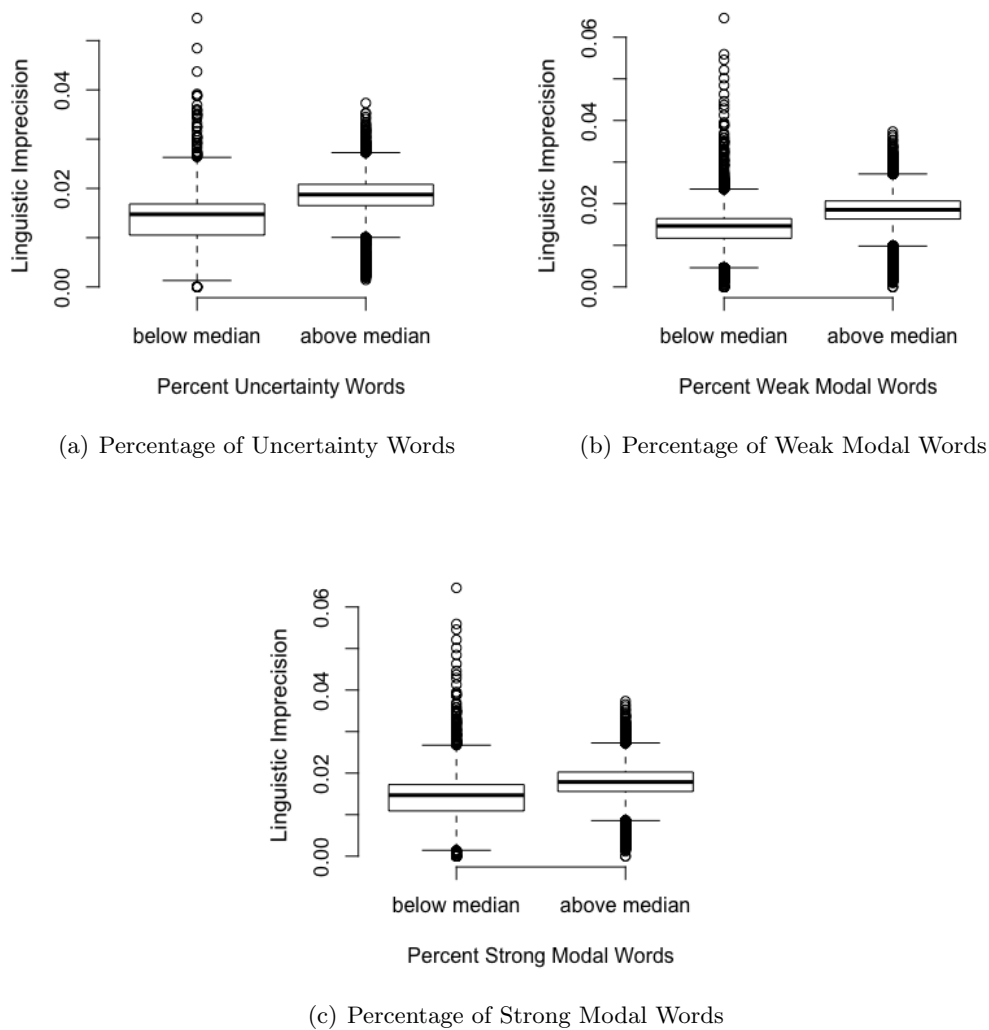 Linguistic Imprecision
0.00 0.02 0.04
below median above median
Percent Uncertainty Words
(a) Percentage of Uncertainty Words
Linguistic Imprecision
0.00 0.02 0.04 0.06
below median above median
Percent Weak Modal Words
(b) Percentage of Weak Modal Words
Linguistic Imprecision
0.00 0.02 0.04 0.06
below median above median
Percent Strong Modal Words
(c) Percentage of Strong Modal Words